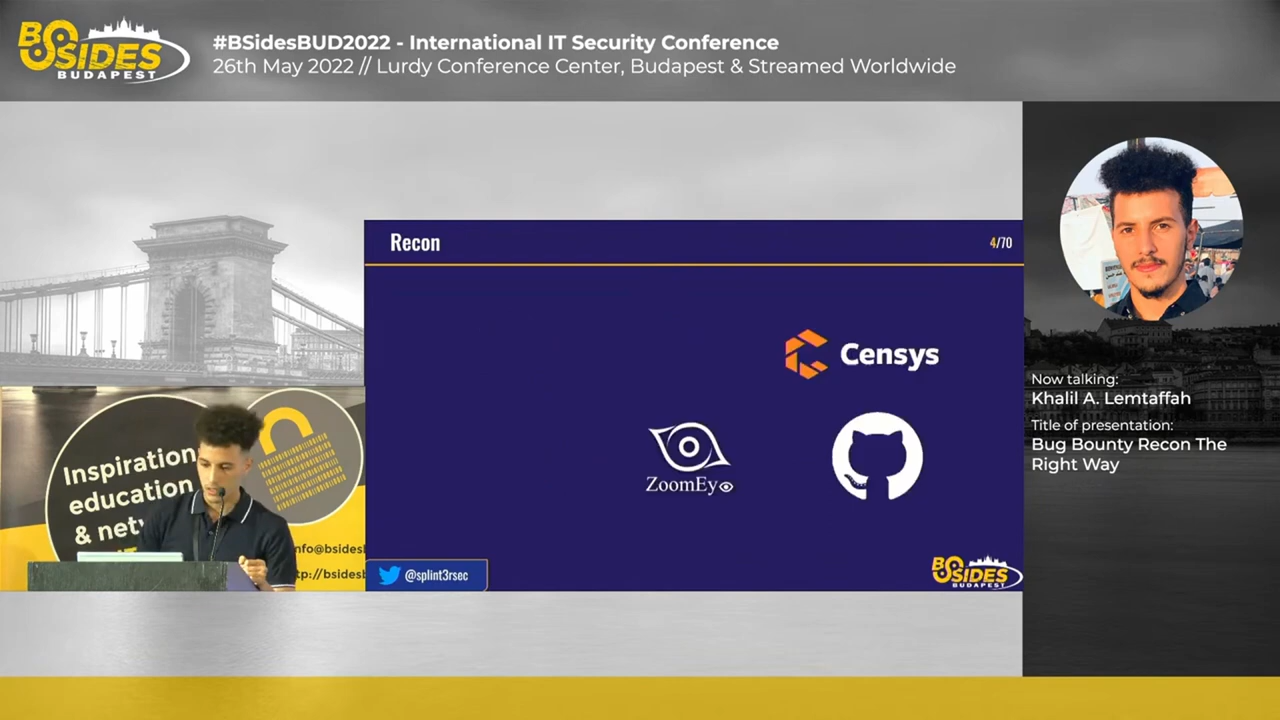 BSIDES
BUDAPEST
#BSidesBUD2022 - International IT Security Conference
26th May 2022 // Lurdy Conference Center, Budapest & Streamed Worldwide
Recon
4/70
Censys
ZoomEye
@splint3rsec
BSIDES
BUDAPEST
Inspiration
education
& net
nfo@bsides
tp://bsides
Now talking:
Khalil A. Lemtaffah
Title of presentation:
Bug Bounty Recon The
Right Way